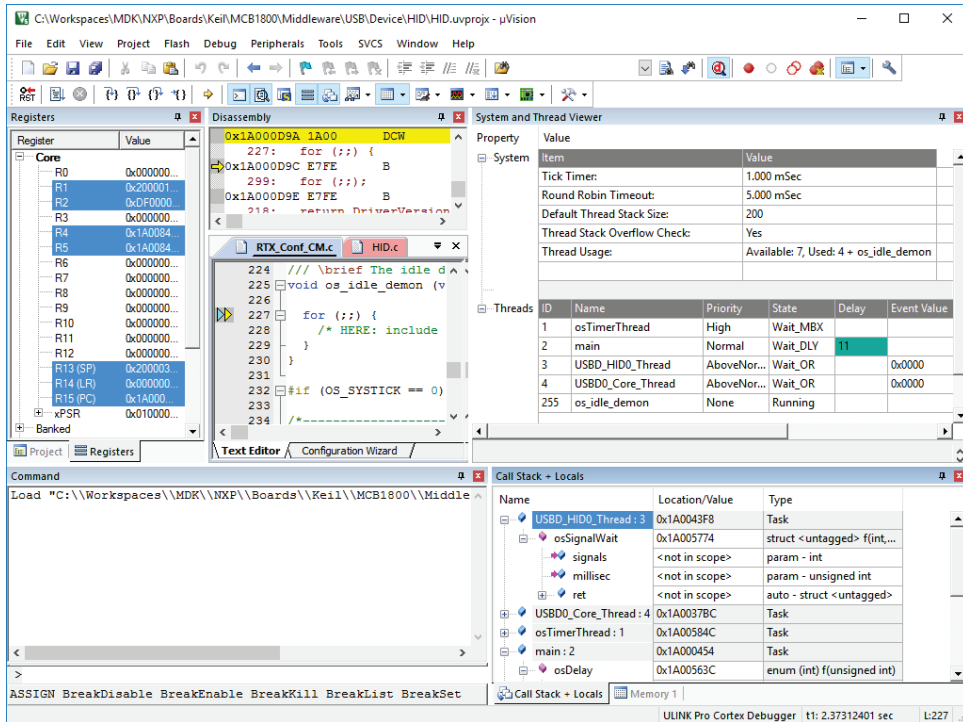 C:\Workspaces\MDK\NXP\Boards\Keil\MCB1800\Middleware\USB\Device\HID\HID.uvprojx - µVision
File Edit View Project Flash Debug Peripherals Tools SVCS Window Help
RST
Registers
Register Value
Core
R0 0x000000...
R1 0x200001...
R2 0xDF0000...
R3 0x000000...
R4 0x1A0084...
R5 0x1A0084...
R6 0x000000...
R7 0x000000...
R8 0x000000...
R9 0x000000...
R10 0x000000...
R11 0x000000...
R12 0x000000...
R13 (SP) 0x200003...
R14 (LR) 0x000000...
R15 (PC) 0x1A000...
xPSR 0x010000...
Banked
Project Registers
Disassembly
0x1A000D9A 1A00 DCW
227: for (;;) {
0x1A000D9C E7FE B
299: for (;;);
0x1A000D9E E7FE B
218: return DriverVersion
RTX_Conf_CM.c HID.c
224 /// \brief The idle d
225 void os_idle_demon (v
226
227 for (;;) {
228 /* HERE: include
229 }
230 }
231
232 #if (OS_SYSTICK == 0)
233
234 /*--------------------
Text Editor Configuration Wizard
System and Thread Viewer
Property Value
System
Item Value
Tick Timer: 1.000 mSec
Round Robin Timeout: 5.000 mSec
Default Thread Stack Size: 200
Thread Stack Overflow Check: Yes
Thread Usage: Available: 7, Used: 4 + os_idle_demon
Threads
ID Name Priority State Delay Event Value
1 osTimerThread High Wait_MBX
2 main Normal Wait_DLY 11
3 USBD_HID0_Thread AboveNor... Wait_OR 0x0000
4 USBD0_Core_Thread AboveNor... Wait_OR 0x0000
255 os_idle_demon None Running
Command
Load "C:\\Workspaces\\MDK\\NXP\\Boards\\Keil\\MCB1800\\Middle
>
ASSIGN BreakDisable BreakEnable BreakKill BreakList BreakSet
Call Stack + Locals
Name Location/Value Type
USBD_HID0_Thread : 3 0x1A0043F8 Task
osSignalWait 0x1A005774 struct <untagged> f(int,...
signals <not in scope> param - int
millisec <not in scope> param - unsigned int
ret <not in scope> auto - struct <untagged>
USBD0_Core_Thread : 4 0x1A0037BC Task
osTimerThread : 1 0x1A00584C Task
main : 2 0x1A000454 Task
osDelay 0x1A00563C enum (int) f(unsigned int)
Call Stack + Locals Memory 1
ULINK Pro Cortex Debugger t1: 2.37312401 sec L:227